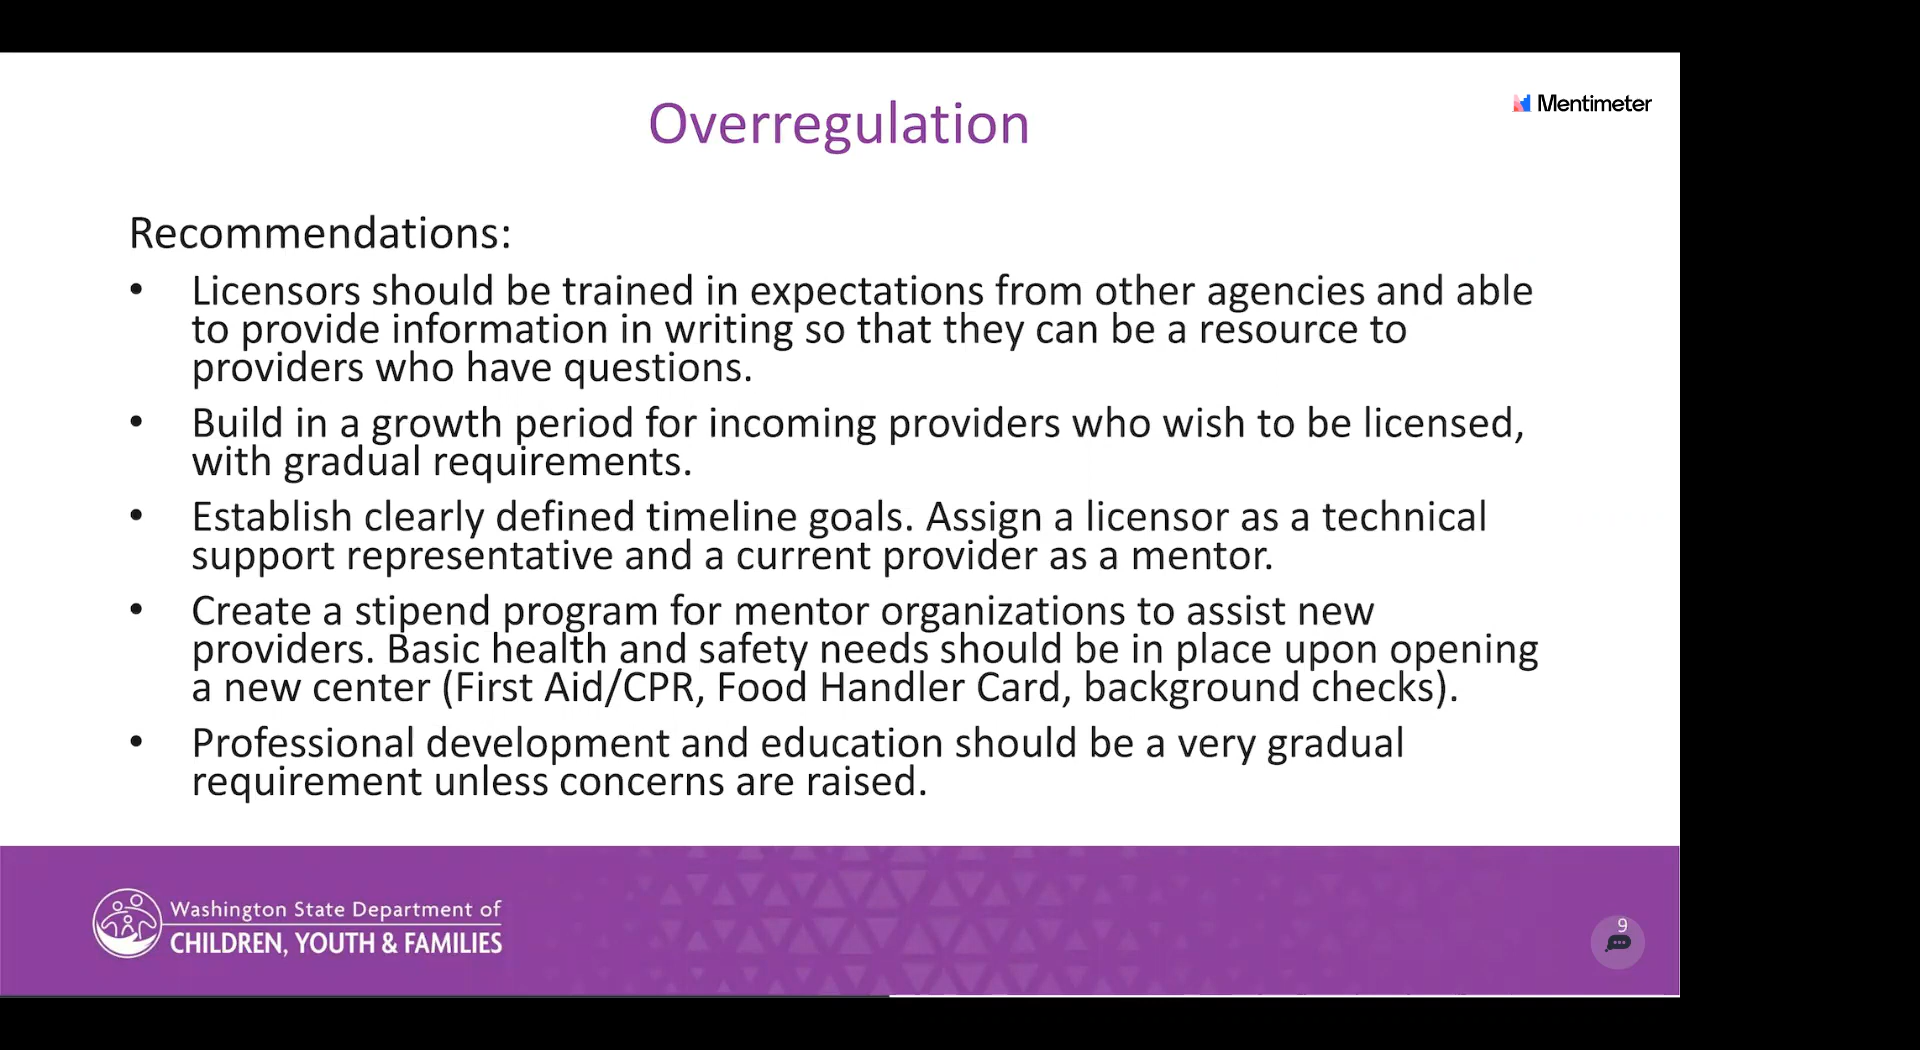 Mentimeter
Overregulation
Recommendations:
• Licensors should be trained in expectations from other agencies and able
to provide information in writing so that they can be a resource to
providers who have questions.
• Build in a growth period for incoming providers who wish to be licensed,
with gradual requirements.
• Establish clearly defined timeline goals. Assign a licensor as a technical
support representative and a current provider as a mentor.
• Create a stipend program for mentor organizations to assist new
providers. Basic health and safety needs should be in place upon opening
a new center (First Aid/CPR, Food Handler Card, background checks).
• Professional development and education should be a very gradual
requirement unless concerns are raised.
Washington State Department of
CHILDREN, YOUTH & FAMILIES
9